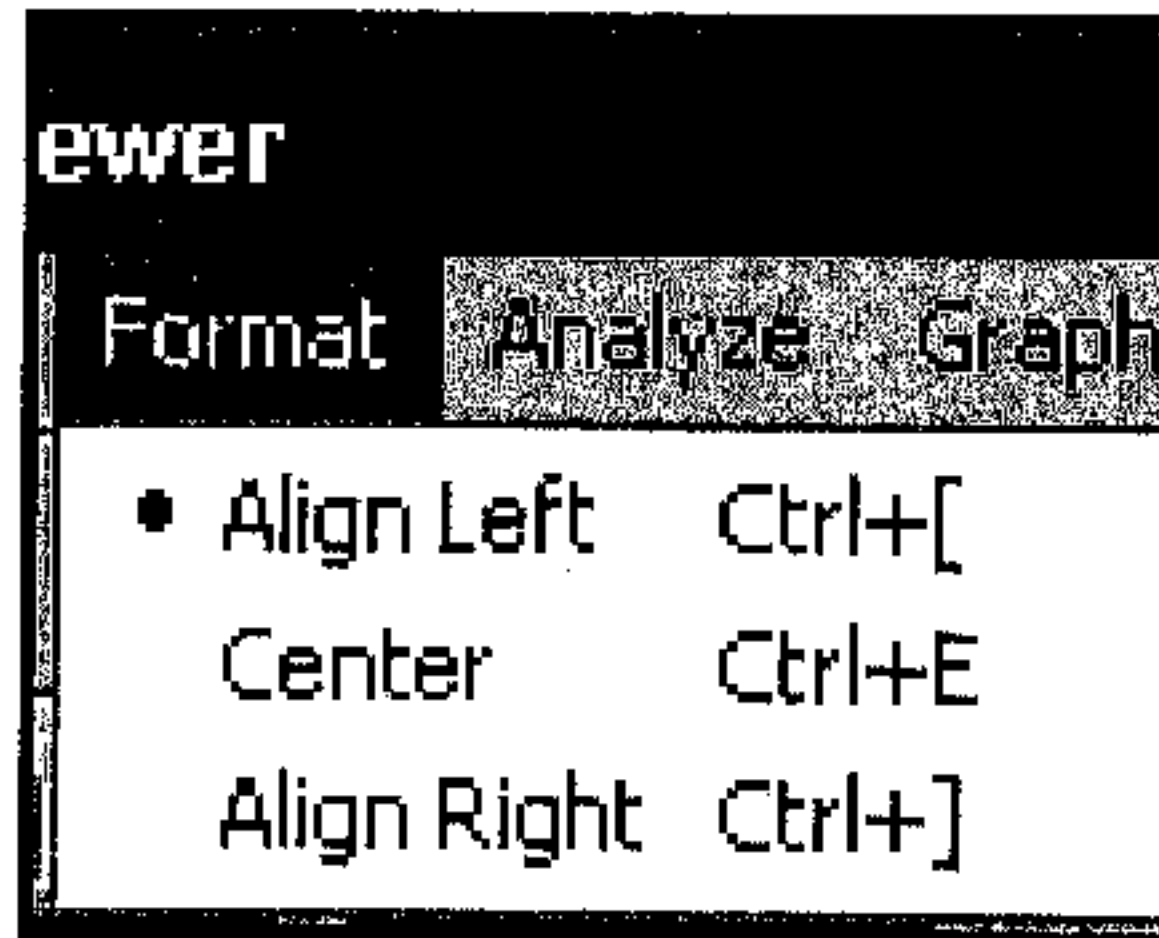 ewer
Format Analyze Graph
• Align Left Ctrl+[
Center Ctrl+E
Align Right Ctrl+]